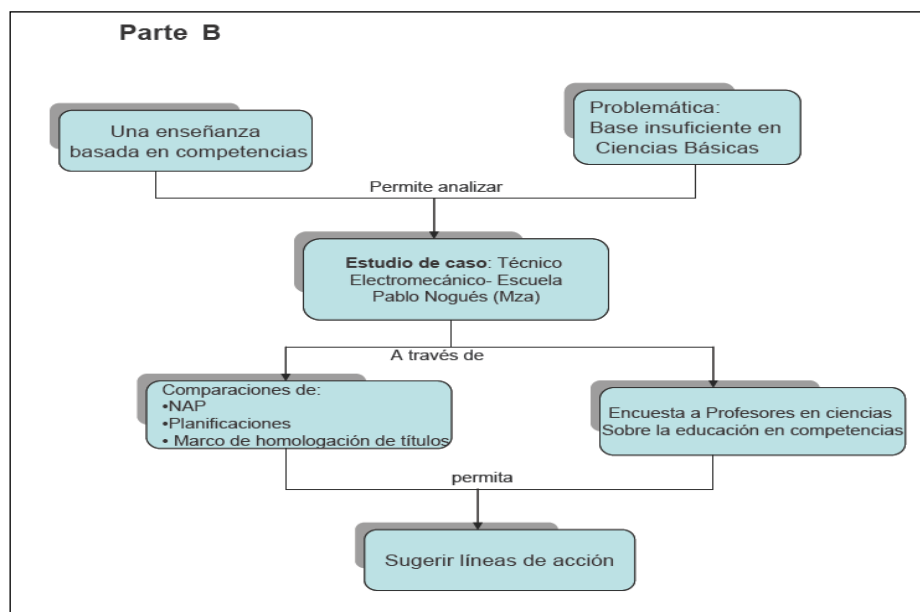 Parte B
Una enseñanza
basada en competencias
Problemática:
Base insuficiente en
Ciencias Básicas
Permite analizar
Estudio de caso: Técnico
Electromecánico- Escuela
Pablo Nogués (Mza)
A través de
Comparaciones de:
•NAP
•Planificaciones
• Marco de homologación de títulos
Encuesta a Profesores en ciencias
Sobre la educación en competencias
permita
Sugerir líneas de acción